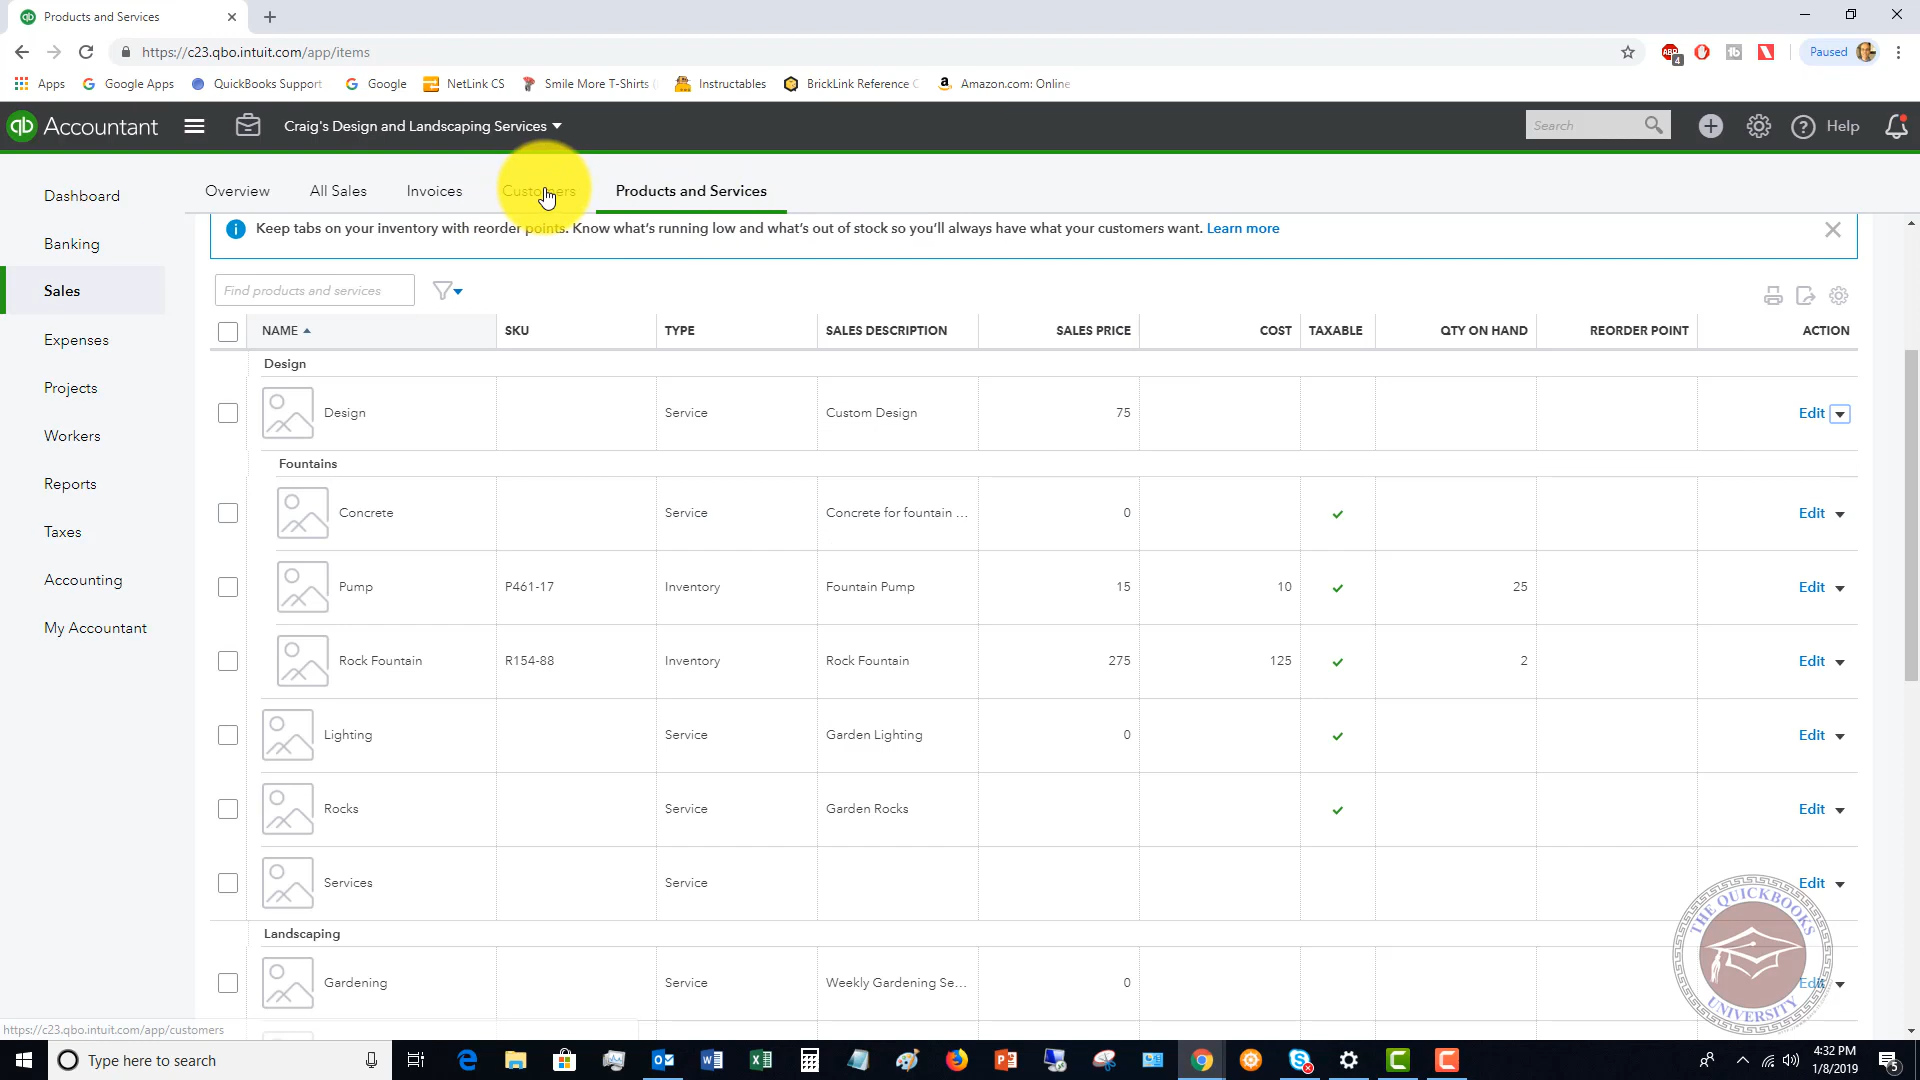 Products and Services
https://c23.qbo.intuit.com/app/items
Paused
Apps
Google Apps
QuickBooks Support
Google
NetLink CS
Smile More T-Shirts (
Instructables
BrickLink Reference C
Amazon.com: Online
qb Accountant
Craig's Design and Landscaping Services
Search
Help
Dashboard
Banking
Sales
Expenses
Projects
Workers
Reports
Taxes
Accounting
My Accountant
Overview
All Sales
Invoices
Customers
Products and Services
Keep tabs on your inventory with reorder points. Know what's running low and what's out of stock so you'll always have what your customers want. Learn more
Find products and services
NAME SKU TYPE SALES DESCRIPTION SALES PRICE COST TAXABLE QTY ON HAND REORDER POINT ACTION
Design
Design Service Custom Design 75 Edit
Fountains
Concrete Service Concrete for fountain ... 0 Edit
Pump P461-17 Inventory Fountain Pump 15 10 25 Edit
Rock Fountain R154-88 Inventory Rock Fountain 275 125 2 Edit
Lighting Service Garden Lighting 0 Edit
Rocks Service Garden Rocks Edit
Services Service Edit
Landscaping
Gardening Service Weekly Gardening Se... 0 Edit
THE QUICKBOOKS
UNIVERSITY
https://c23.qbo.intuit.com/app/customers
Type here to search
4:32 PM
1/8/2019